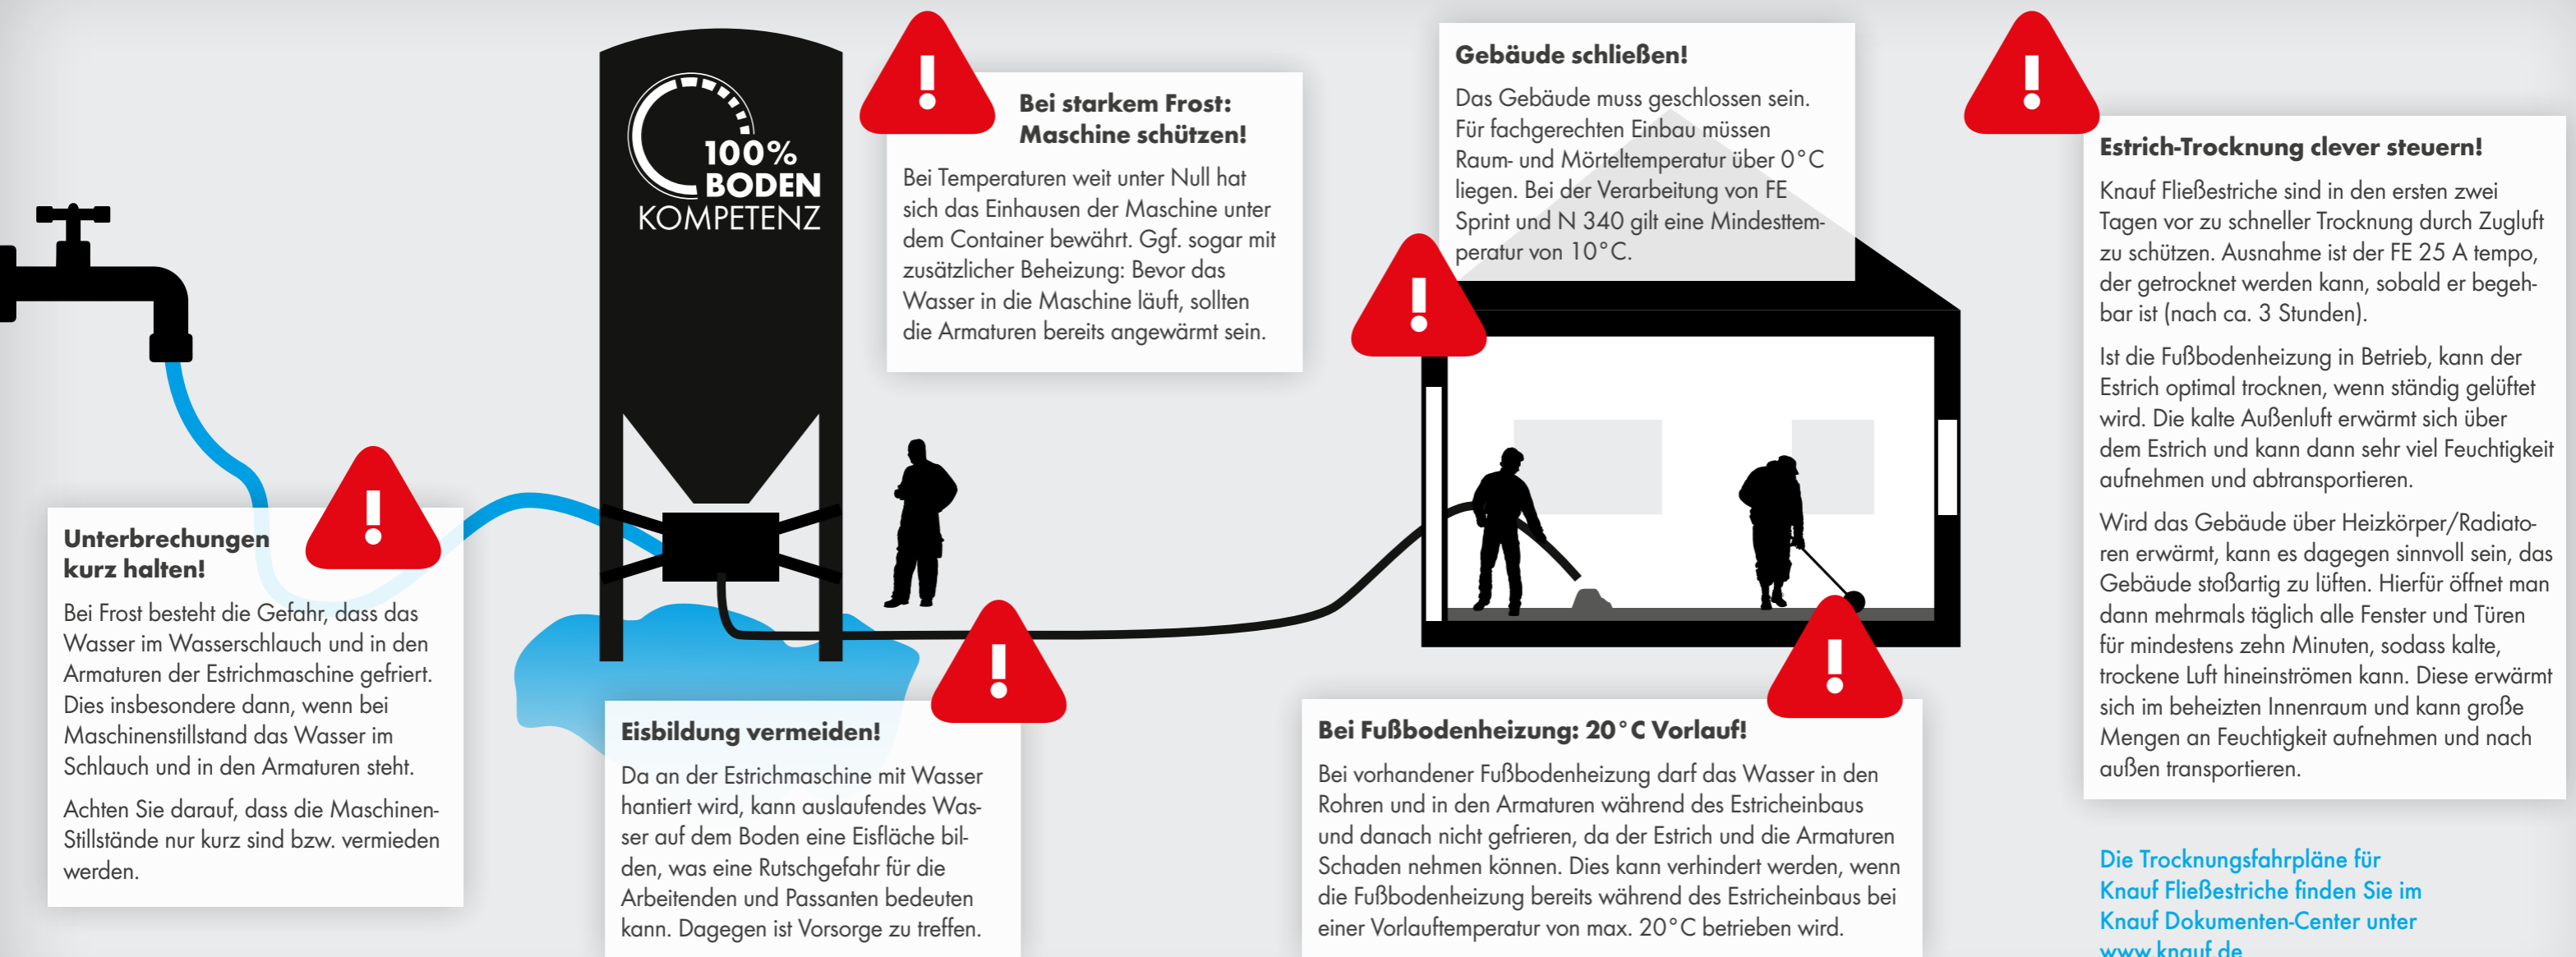 100%
BODEN
KOMPETENZ
Unterbrechungen
kurz halten!
Bei Frost besteht die Gefahr, dass das
Wasser im Wasserschlauch und in den
Armaturen der Estrichmaschine gefriert.
Dies insbesondere dann, wenn bei
Maschinenstillstand das Wasser im
Schlauch und in den Armaturen steht.
Achten Sie darauf, dass die Maschinen-
Stillstände nur kurz sind bzw. vermieden
werden.
Bei starkem Frost:
Maschine schützen!
Bei Temperaturen weit unter Null hat
sich das Einhausen der Maschine unter
dem Container bewährt. Ggf. sogar mit
zusätzlicher Beheizung: Bevor das
Wasser in die Maschine läuft, sollten
die Armaturen bereits angewärmt sein.
Eisbildung vermeiden!
Da an der Estrichmaschine mit Wasser
hantiert wird, kann auslaufendes Was-
ser auf dem Boden eine Eisfläche bil-
den, was eine Rutschgefahr für die
Arbeitenden und Passanten bedeuten
kann. Dagegen ist Vorsorge zu treffen.
Gebäude schließen!
Das Gebäude muss geschlossen sein.
Für fachgerechten Einbau müssen
Raum- und Mörteltemperatur über 0°C
liegen. Bei der Verarbeitung von FE
Sprint und N 340 gilt eine Mindesttem-
peratur von 10°C.
Bei Fußbodenheizung: 20°C Vorlauf!
Bei vorhandener Fußbodenheizung darf das Wasser in den
Rohren und in den Armaturen während des Estricheinbaus
und danach nicht gefrieren, da der Estrich und die Armaturen
Schaden nehmen können. Dies kann verhindert werden, wenn
die Fußbodenheizung bereits während des Estricheinbaus bei
einer Vorlauftemperatur von max. 20°C betrieben wird.
Estrich-Trocknung clever steuern!
Knauf Fließestriche sind in den ersten zwei
Tagen vor zu schneller Trocknung durch Zugluft
zu schützen. Ausnahme ist der FE 25 A tempo,
der getrocknet werden kann, sobald er begeh-
bar ist (nach ca. 3 Stunden).
Ist die Fußbodenheizung in Betrieb, kann der
Estrich optimal trocknen, wenn ständig gelüftet
wird. Die kalte Außenluft erwärmt sich über
dem Estrich und kann dann sehr viel Feuchtigkeit
aufnehmen und abtransportieren.
Wird das Gebäude über Heizkörper/Radiato-
ren erwärmt, kann es dagegen sinnvoll sein, das
Gebäude stoßartig zu lüften. Hierfür öffnet man
dann mehrmals täglich alle Fenster und Türen
für mindestens zehn Minuten, sodass kalte,
trockene Luft hineinströmen kann. Diese erwärmt
sich im beheizten Innenraum und kann große
Mengen an Feuchtigkeit aufnehmen und nach
außen transportieren.
Die Trocknungsfahrpläne für
Knauf Fließestriche finden Sie im
Knauf Dokumenten-Center unter
www.knauf.de